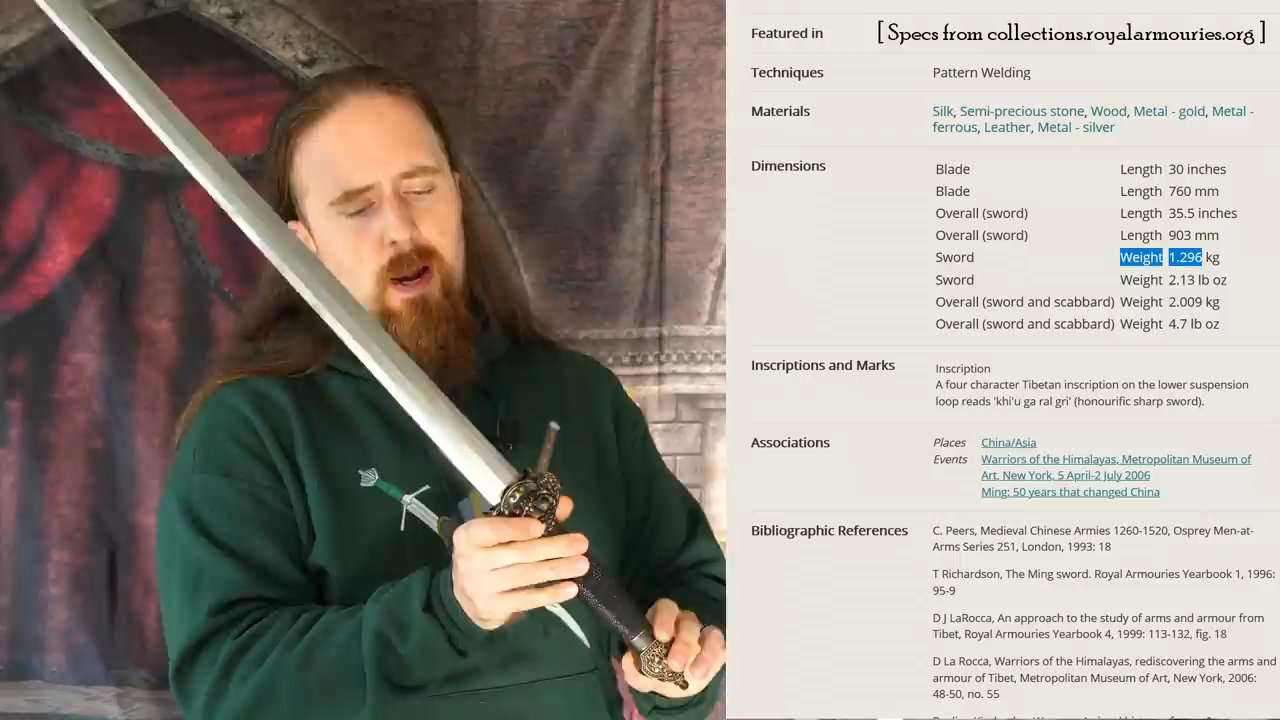 [ Specs from collections.royalarmouries.org ]
Featured in
Techniques Pattern Welding
Materials Silk, Semi-precious stone, Wood, Metal - gold, Metal -
ferrous, Leather, Metal - silver
Dimensions
Blade Length 30 inches
Blade Length 760 mm
Overall (sword) Length 35.5 inches
Overall (sword) Length 903 mm
Sword Weight 1.296 kg
Sword Weight 2.13 lb oz
Overall (sword and scabbard) Weight 2.009 kg
Overall (sword and scabbard) Weight 4.7 lb oz
Inscriptions and Marks
Inscription
A four character Tibetan inscription on the lower suspension
loop reads 'khi'u ga ral gri' (honourific sharp sword).
Associations
Places China/Asia
Events Warriors of the Himalayas, Metropolitan Museum of
Art, New York, 5 April-2 July 2006
Ming: 50 years that changed China
Bibliographic References
C. Peers, Medieval Chinese Armies 1260-1520, Osprey Men-at-
Arms Series 251, London, 1993: 18
T Richardson, The Ming sword. Royal Armouries Yearbook 1, 1996:
95-9
D J LaRocca, An approach to the study of arms and armour from
Tibet, Royal Armouries Yearbook 4, 1999: 113-132, fig. 18
D La Rocca, Warriors of the Himalayas, rediscovering the arms and
armour of Tibet, Metropolitan Museum of Art, New York, 2006:
48-50, no. 55